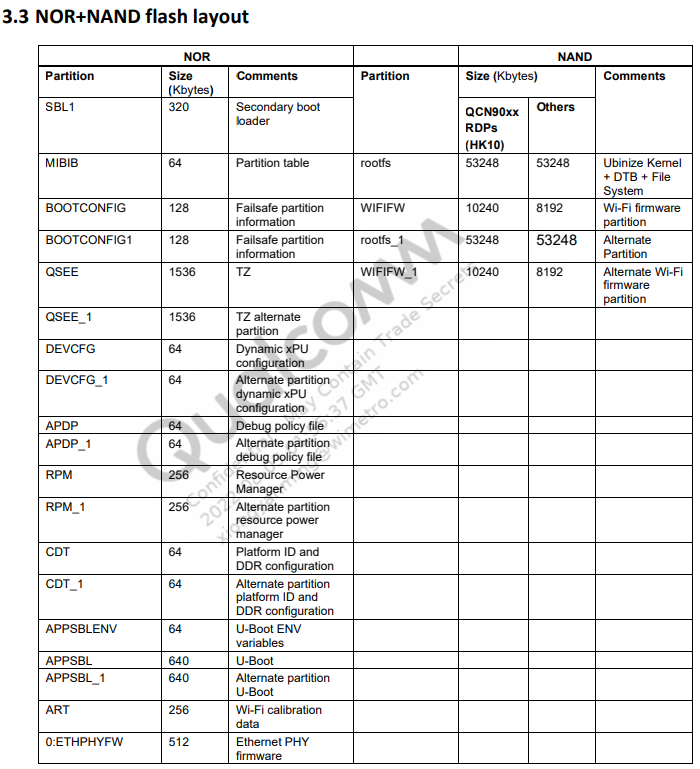 3.3 NOR+NAND flash layout
NOR NAND
Partition Size (Kbytes) Comments Partition Size (Kbytes) Comments
SBL1 320 Secondary boot loader QCN90xx RDPs (HK10) Others
MIBIB 64 Partition table rootfs 53248 53248 Ubinize Kernel + DTB + File System
BOOTCONFIG 128 Failsafe partition information WIFIFW 10240 8192 Wi-Fi firmware partition
BOOTCONFIG1 128 Failsafe partition information rootfs_1 53248 53248 Alternate Partition
QSEE 1536 TZ WIFIFW_1 10240 8192 Alternate Wi-Fi firmware partition
QSEE_1 1536 TZ alternate partition
DEVCFG 64 Dynamic xPU configuration
DEVCFG_1 64 Alternate partition dynamic xPU configuration
APDP 64 Debug policy file
APDP_1 64 Alternate partition debug policy file
RPM 256 Resource Power Manager
RPM_1 256 Alternate partition resource power manager
CDT 64 Platform ID and DDR configuration
CDT_1 64 Alternate partition platform ID and DDR configuration
APPSBLENV 64 U-Boot ENV variables
APPSBL 640 U-Boot
APPSBL_1 640 Alternate partition U-Boot
ART 256 Wi-Fi calibration data
0:ETHPHYFW 512 Ethernet PHY firmware
Qualcomm
May Contain Trade Secrets
GMT